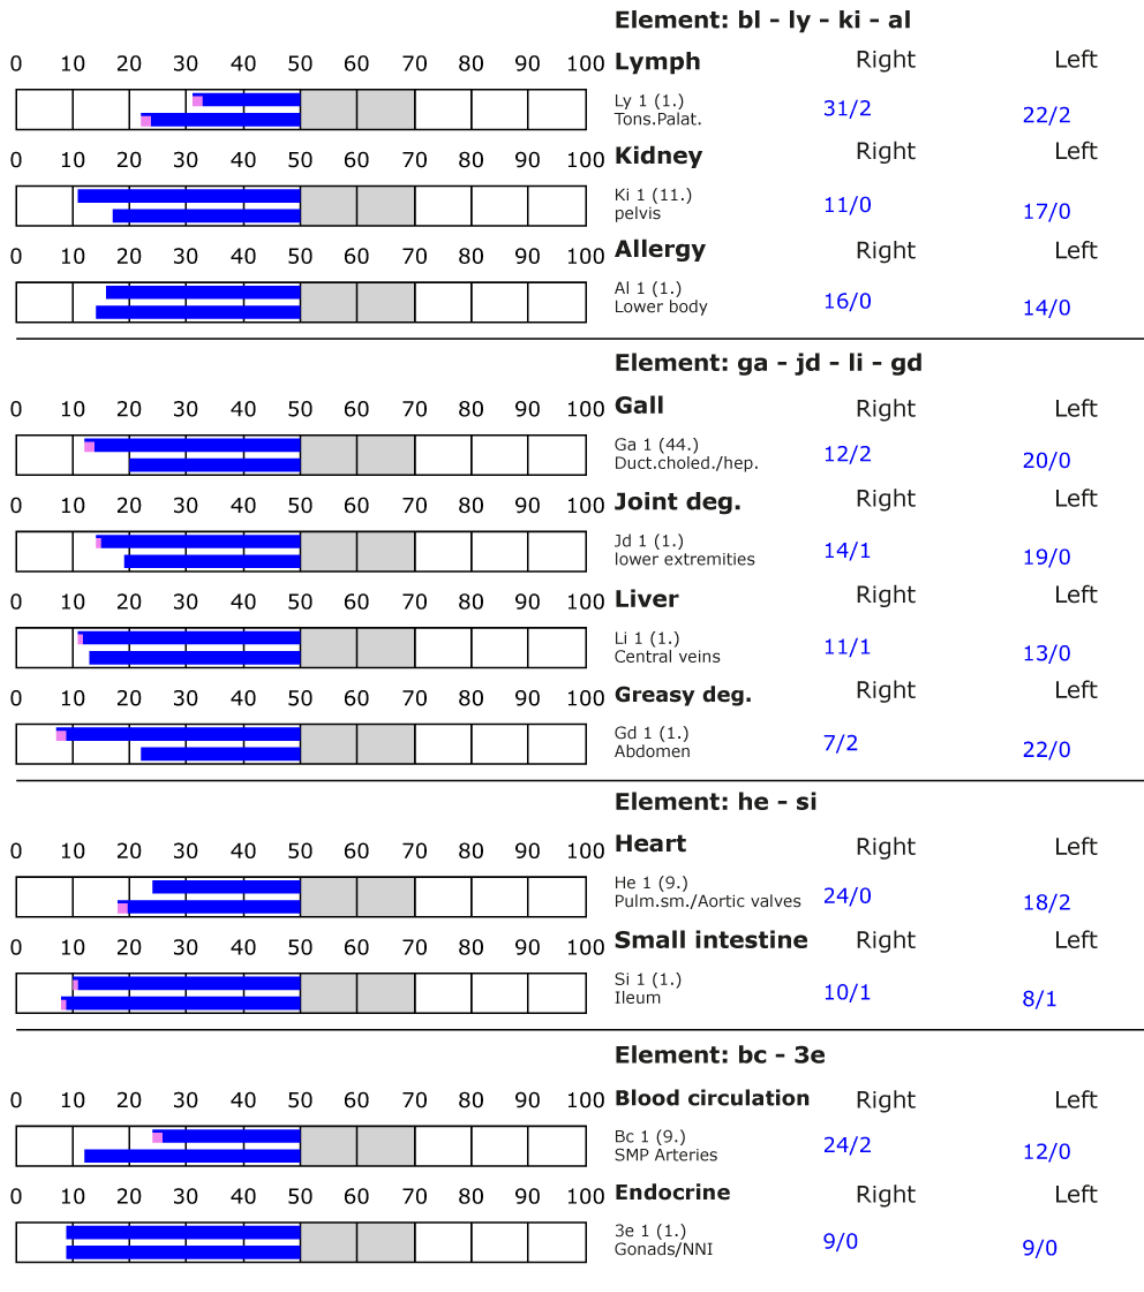 Element: bl - ly - ki - al
0 10 20 30 40 50 60 70 80 90 100 Lymph Right Left
Ly 1 (1.)
Tons.Palat. 31/2 22/2
0 10 20 30 40 50 60 70 80 90 100 Kidney Right Left
Ki 1 (11.)
pelvis 11/0 17/0
0 10 20 30 40 50 60 70 80 90 100 Allergy Right Left
Al 1 (1.)
Lower body 16/0 14/0
Element: ga - jd - li - gd
0 10 20 30 40 50 60 70 80 90 100 Gall Right Left
Ga 1 (44.)
Duct.choled./hep. 12/2 20/0
0 10 20 30 40 50 60 70 80 90 100 Joint deg. Right Left
Jd 1 (1.)
lower extremities 14/1 19/0
0 10 20 30 40 50 60 70 80 90 100 Liver Right Left
Li 1 (1.)
Central veins 11/1 13/0
0 10 20 30 40 50 60 70 80 90 100 Greasy deg. Right Left
Gd 1 (1.)
Abdomen 7/2 22/0
Element: he - si
0 10 20 30 40 50 60 70 80 90 100 Heart Right Left
He 1 (9.)
Pulm.sm./Aortic valves 24/0 18/2
0 10 20 30 40 50 60 70 80 90 100 Small intestine Right Left
Si 1 (1.)
Ileum 10/1 8/1
Element: bc - 3e
0 10 20 30 40 50 60 70 80 90 100 Blood circulation Right Left
Bc 1 (9.)
SMP Arteries 24/2 12/0
0 10 20 30 40 50 60 70 80 90 100 Endocrine Right Left
3e 1 (1.)
Gonads/NNI 9/0 9/0